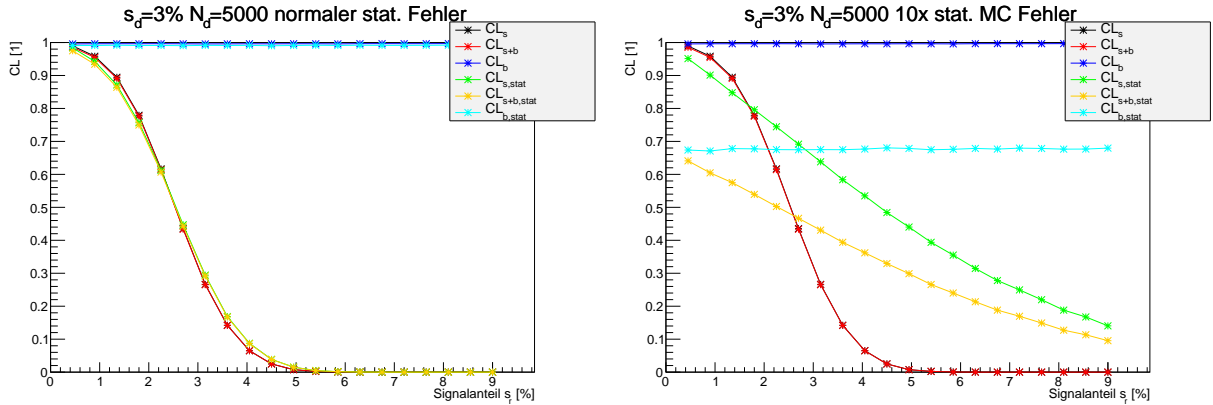 s_d=3% N_d=5000 normaler stat. Fehler
CL [1]
CL_s
CL_s+b
CL_b
CL_s,stat
CL_s+b,stat
CL_b,stat
1
0.9
0.8
0.7
0.6
0.5
0.4
0.3
0.2
0.1
0
0 1 2 3 4 5 6 7 8 9
Signalanteil s_r [%]
s_d=3% N_d=5000 10x stat. MC Fehler
CL [1]
CL_s
CL_s+b
CL_b
CL_s,stat
CL_s+b,stat
CL_b,stat
1
0.9
0.8
0.7
0.6
0.5
0.4
0.3
0.2
0.1
0
0 1 2 3 4 5 6 7 8 9
Signalanteil s_r [%]